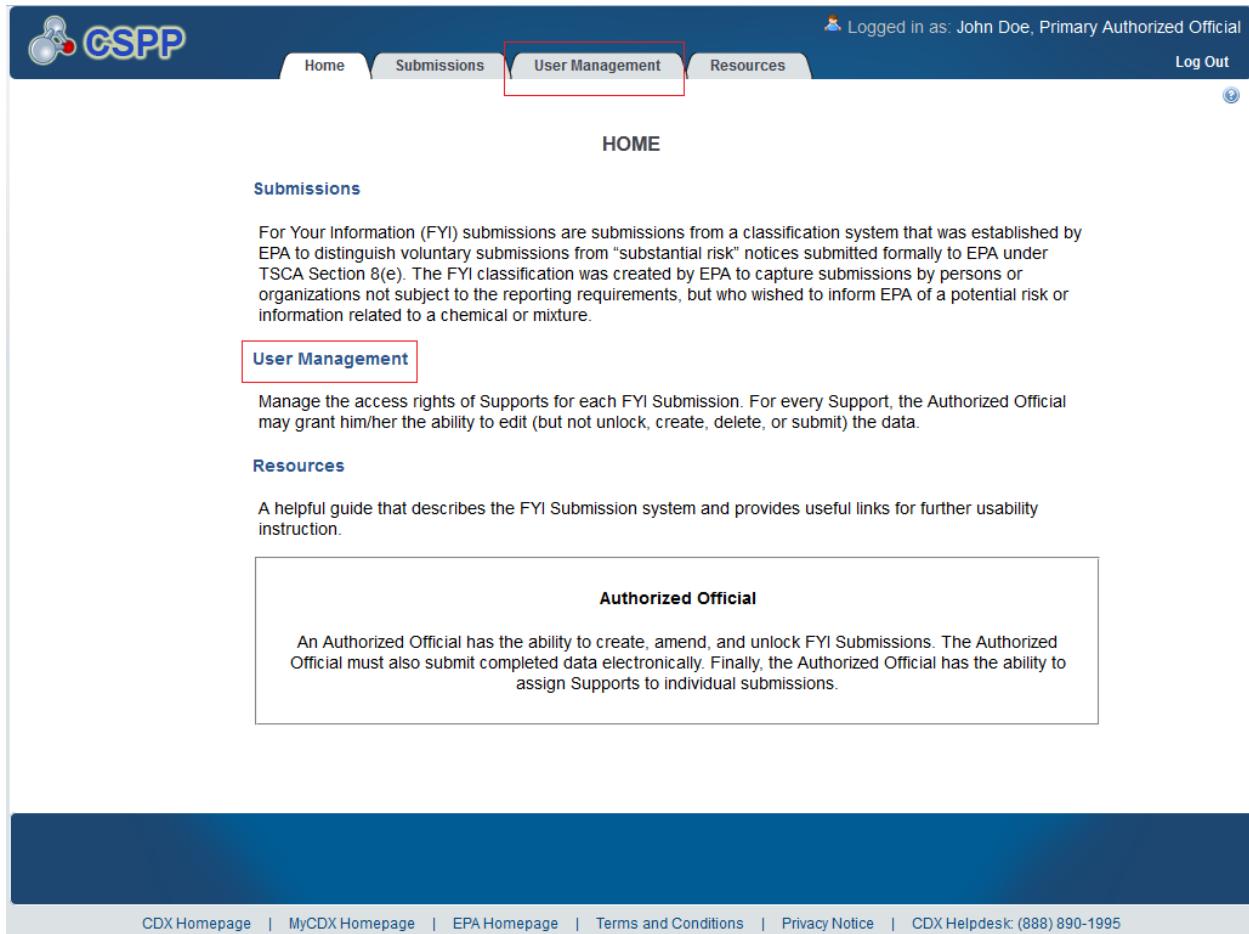 CSPP
Logged in as: John Doe, Primary Authorized Official
Home Submissions User Management Resources
Log Out
HOME
Submissions
For Your Information (FYI) submissions are submissions from a classification system that was established by
EPA to distinguish voluntary submissions from “substantial risk” notices submitted formally to EPA under
TSCA Section 8(e). The FYI classification was created by EPA to capture submissions by persons or
organizations not subject to the reporting requirements, but who wished to inform EPA of a potential risk or
information related to a chemical or mixture.
User Management
Manage the access rights of Supports for each FYI Submission. For every Support, the Authorized Official
may grant him/her the ability to edit (but not unlock, create, delete, or submit) the data.
Resources
A helpful guide that describes the FYI Submission system and provides useful links for further usability
instruction.
Authorized Official
An Authorized Official has the ability to create, amend, and unlock FYI Submissions. The Authorized
Official must also submit completed data electronically. Finally, the Authorized Official has the ability to
assign Supports to individual submissions.
CDX Homepage | MyCDX Homepage | EPA Homepage | Terms and Conditions | Privacy Notice | CDX Helpdesk: (888) 890-1995